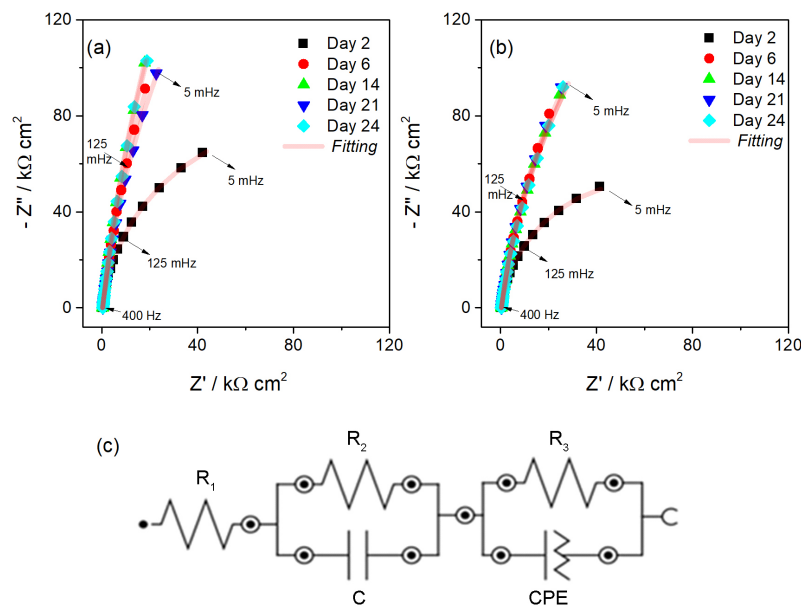 (a)
Day 2
Day 6
Day 14
Day 21
Day 24
Fitting
5 mHz
125
mHz
5 mHz
125 mHz
400 Hz
120
80
40
0
- Z" / kΩ cm²
0 40 80 120
Z' / kΩ cm²
(b)
Day 2
Day 6
Day 14
Day 21
Day 24
Fitting
5 mHz
125
mHz
5 mHz
125 mHz
400 Hz
120
80
40
0
- Z" / kΩ cm²
0 40 80 120
Z' / kΩ cm²
(c)
R₁
R₂
C
R₃
CPE